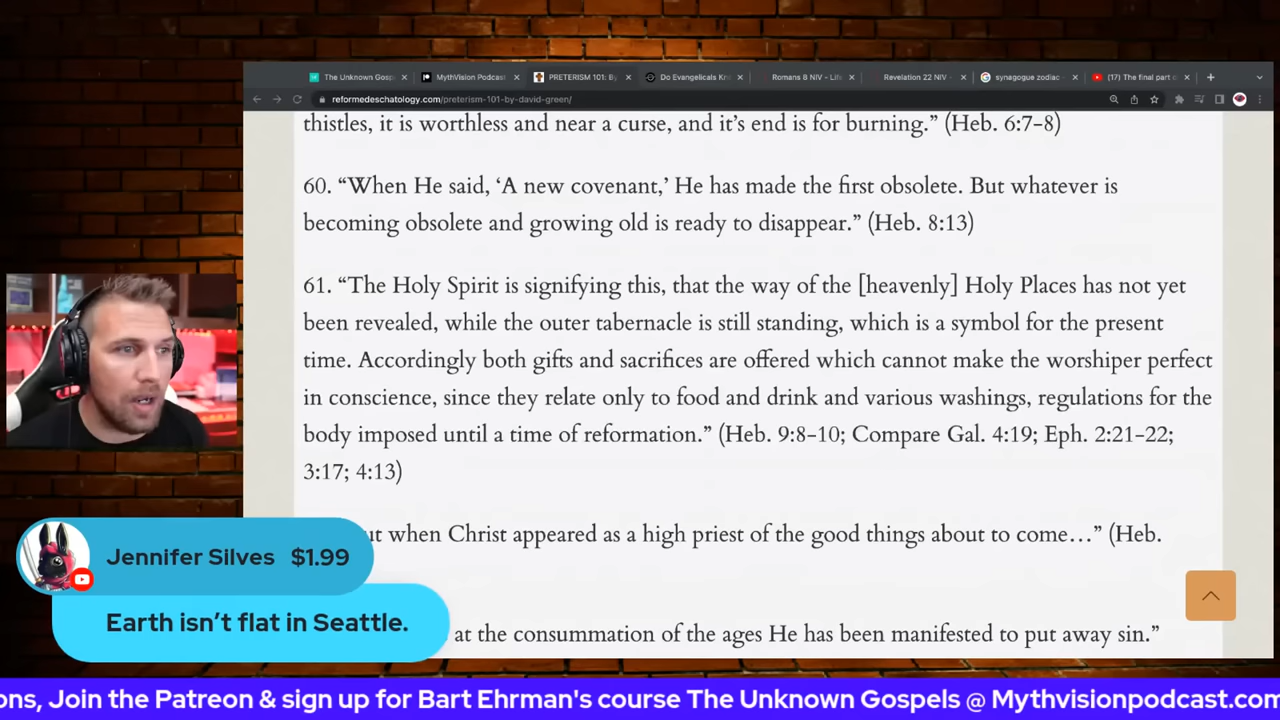 The Unknown Gosp
MythVision Podcast
PRETERISM 101: By
Do Evangelicals Kn
Romans 8 NIV - Li
Revelation 22 NIV
synagogue zodiac
(17) The final part
reformedeschatology.com/preterism-101-by-david-green/
thistles, it is worthless and near a curse, and it’s end is for burning.” (Heb. 6:7-8)
60. “When He said, ‘A new covenant,’ He has made the first obsolete. But whatever is
becoming obsolete and growing old is ready to disappear.” (Heb. 8:13)
61. “The Holy Spirit is signifying this, that the way of the [heavenly] Holy Places has not yet
been revealed, while the outer tabernacle is still standing, which is a symbol for the present
time. Accordingly both gifts and sacrifices are offered which cannot make the worshiper perfect
in conscience, since they relate only to food and drink and various washings, regulations for the
body imposed until a time of reformation.” (Heb. 9:8-10; Compare Gal. 4:19; Eph. 2:21-22;
3:17; 4:13)
ut when Christ appeared as a high priest of the good things about to come…” (Heb.
Jennifer Silves $1.99
Earth isn’t flat in Seattle.
at the consummation of the ages He has been manifested to put away sin.”
ons, Join the Patreon & sign up for Bart Ehrman's course The Unknown Gospels @ Mythvisionpodcast.com